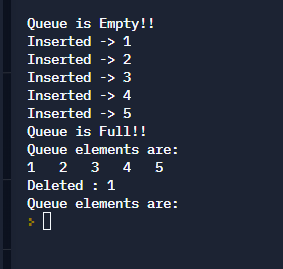 Queue is Empty!!
Inserted -> 1
Inserted -> 2
Inserted -> 3
Inserted -> 4
Inserted -> 5
Queue is Full!!
Queue elements are:
1  2  3  4  5
Deleted : 1
Queue elements are:
>